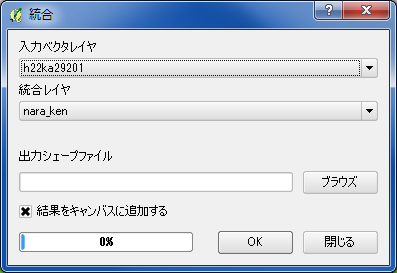 統合
入力ベクタレイヤ
h22ka29201
統合レイヤ
nara_ken
出力シェープファイル
ブラウズ
結果をキャンバスに追加する
0%
OK
閉じる